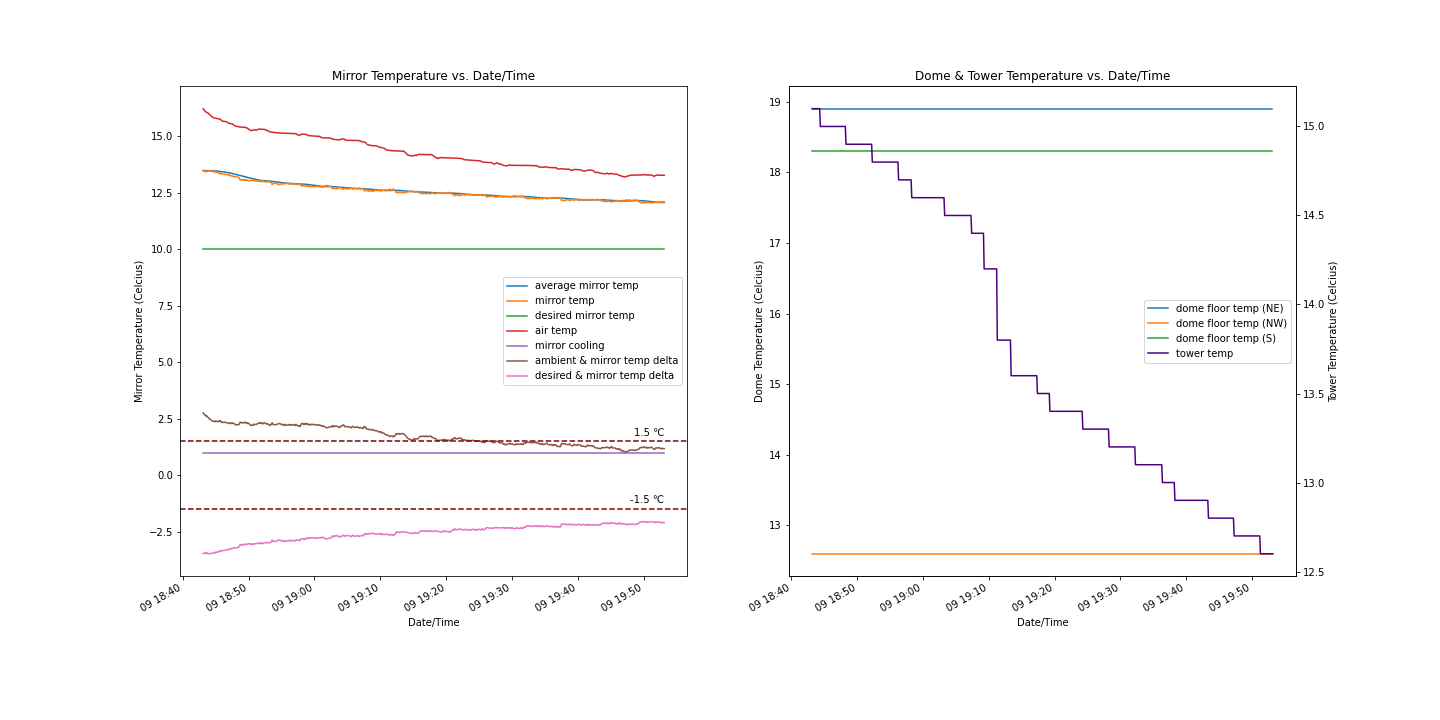 Mirror Temperature vs. Date/Time
Mirror Temperature (Celcius)
15.0
12.5
10.0
7.5
5.0
2.5
0.0
−2.5
average mirror temp
mirror temp
desired mirror temp
air temp
mirror cooling
ambient & mirror temp delta
desired & mirror temp delta
1.5 ℃
-1.5 ℃
09 18:40
09 18:50
09 19:00
09 19:10
09 19:20
09 19:30
09 19:40
09 19:50
Date/Time
Dome & Tower Temperature vs. Date/Time
Dome Temperature (Celcius)
19
18
17
16
15
14
13
dome floor temp (NE)
dome floor temp (NW)
dome floor temp (S)
tower temp
15.0
14.5
14.0
13.5
13.0
12.5
Tower Temperature (Celcius)
09 18:40
09 18:50
09 19:00
09 19:10
09 19:20
09 19:30
09 19:40
09 19:50
Date/Time